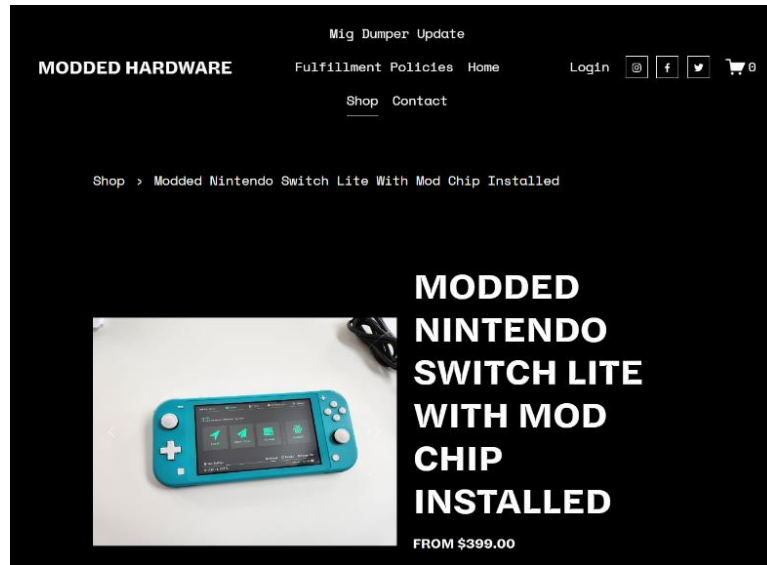 Mig Dumper Update
MODDED HARDWARE
Fulfillment Policies Home
Login
0
Shop Contact
Shop › Modded Nintendo Switch Lite With Mod Chip Installed
MODDED
NINTENDO
SWITCH LITE
WITH MOD
CHIP
INSTALLED
FROM $399.00